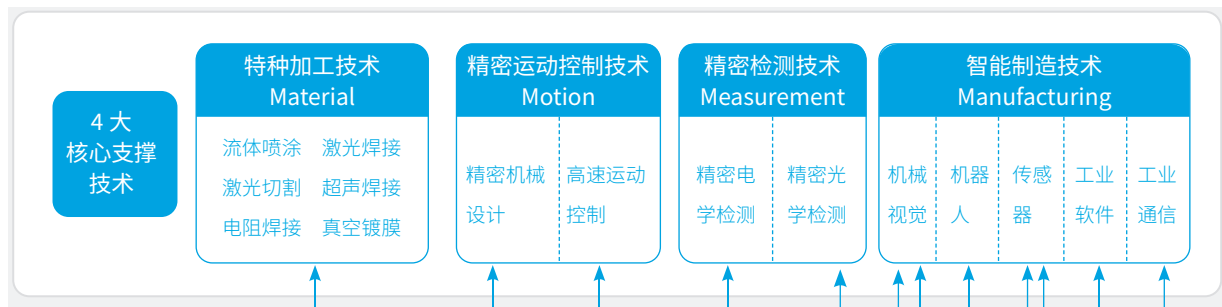 4 大
核心支撑
技术
特种加工技术
Material
流体喷涂 激光焊接
激光切割 超声焊接
电阻焊接 真空镀膜
精密运动控制技术
Motion
精密机械
设计
高速运动
控制
精密检测技术
Measurement
精密电
学检测
精密光
学检测
智能制造技术
Manufacturing
机械
视觉
机器
人
传感
器
工业
软件
工业
通信